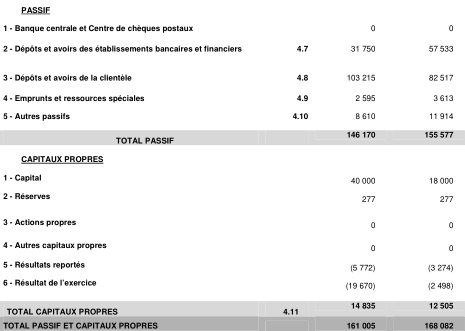 PASSIF
1 - Banque centrale et Centre de chèques postaux 0 0
2 - Dépôts et avoirs des établissements bancaires et financiers 4.7 31 750 57 533
3 - Dépôts et avoirs de la clientèle 4.8 103 215 82 517
4 - Emprunts et ressources spéciales 4.9 2 595 3 613
5 - Autres passifs 4.10 8 610 11 914
TOTAL PASSIF 146 170 155 577
CAPITAUX PROPRES
1 - Capital 40 000 18 000
2 - Réserves 277 277
3 - Actions propres 0 0
4 - Autres capitaux propres 0 0
5 - Résultats reportés (5 772) (3 274)
6 - Résultat de l'exercice (19 670) (2 498)
TOTAL CAPITAUX PROPRES 4.11 14 835 12 505
TOTAL PASSIF ET CAPITAUX PROPRES 161 005 168 082